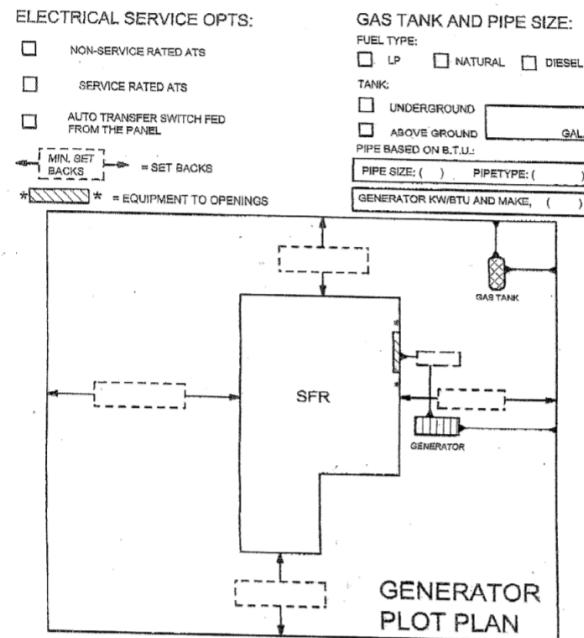 ELECTRICAL SERVICE OPTS:
NON-SERVICE RATED ATS
SERVICE RATED ATS
AUTO TRANSFER SWITCH FED
FROM THE PANEL
MIN. SET
BACKS
= SET BACKS
* * = EQUIPMENT TO OPENINGS
GAS TANK AND PIPE SIZE:
FUEL TYPE:
LP NATURAL DIESEL
TANK:
UNDERGROUND
ABOVE GROUND GAL
PIPE BASED ON B.T.U.:
PIPE SIZE: ( ) PIPETYPE: ( )
GENERATOR KW/BTU AND MAKE, ( )
GAS TANK
*
SFR
*
GENERATOR
GENERATOR
PLOT PLAN